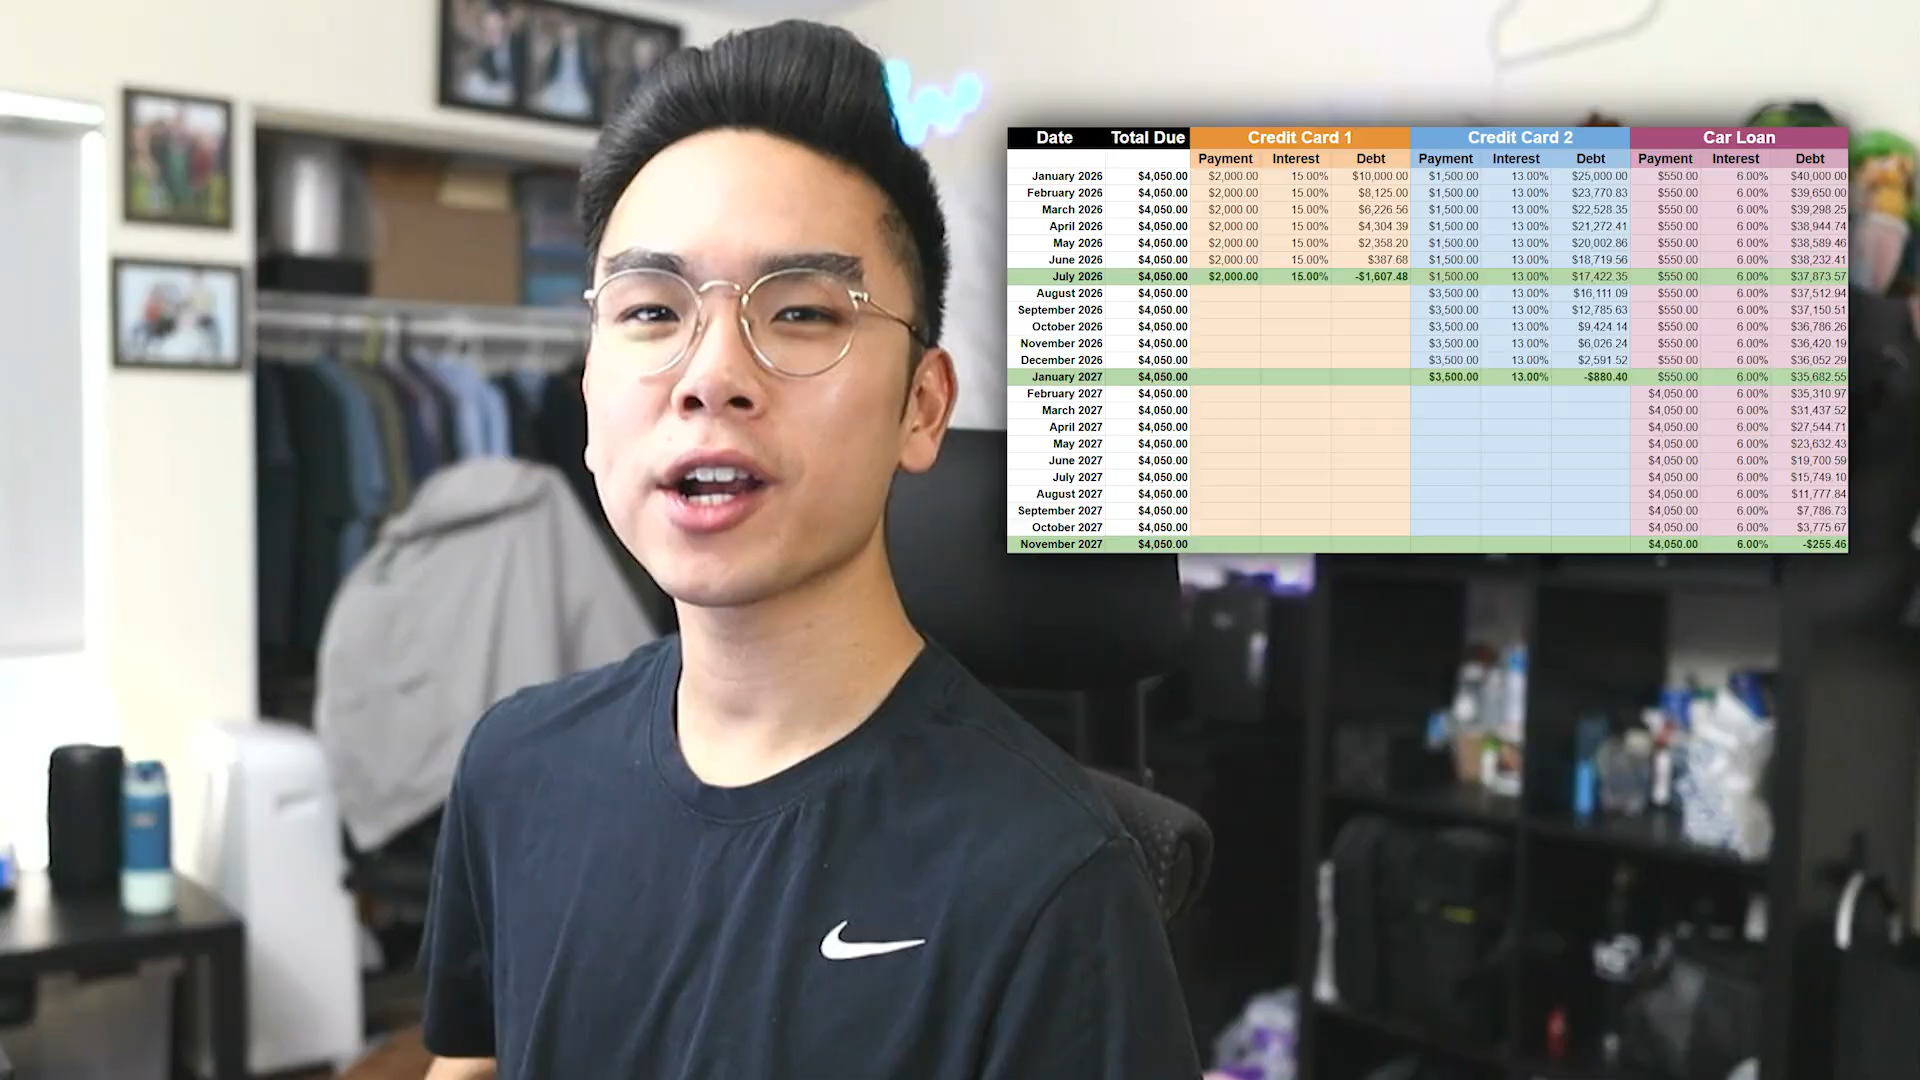 Date Total Due Credit Card 1 Credit Card 2 Car Loan
Payment Interest Debt Payment Interest Debt Payment Interest Debt
January 2026 $4,050.00 $2,000.00 15.00% $10,000.00 $1,500.00 13.00% $25,000.00 $550.00 6.00% $40,000.00
February 2026 $4,050.00 $2,000.00 15.00% $8,125.00 $1,500.00 13.00% $23,770.83 $550.00 6.00% $39,650.00
March 2026 $4,050.00 $2,000.00 15.00% $6,226.56 $1,500.00 13.00% $22,528.35 $550.00 6.00% $39,298.25
April 2026 $4,050.00 $2,000.00 15.00% $4,304.39 $1,500.00 13.00% $21,272.41 $550.00 6.00% $38,944.74
May 2026 $4,050.00 $2,000.00 15.00% $2,358.20 $1,500.00 13.00% $20,002.86 $550.00 6.00% $38,589.46
June 2026 $4,050.00 $2,000.00 15.00% $387.68 $1,500.00 13.00% $18,719.56 $550.00 6.00% $38,232.41
July 2026 $4,050.00 $2,000.00 15.00% -$1,607.48 $1,500.00 13.00% $17,422.35 $550.00 6.00% $37,873.57
August 2026 $4,050.00 $3,500.00 13.00% $16,111.09 $550.00 6.00% $37,512.94
September 2026 $4,050.00 $3,500.00 13.00% $12,785.63 $550.00 6.00% $37,150.51
October 2026 $4,050.00 $3,500.00 13.00% $9,424.14 $550.00 6.00% $36,786.26
November 2026 $4,050.00 $3,500.00 13.00% $6,026.24 $550.00 6.00% $36,420.19
December 2026 $4,050.00 $3,500.00 13.00% $2,591.52 $550.00 6.00% $36,052.29
January 2027 $4,050.00 $3,500.00 13.00% -$880.40 $550.00 6.00% $35,682.55
February 2027 $4,050.00 $4,050.00 6.00% $35,310.97
March 2027 $4,050.00 $4,050.00 6.00% $31,437.52
April 2027 $4,050.00 $4,050.00 6.00% $27,544.71
May 2027 $4,050.00 $4,050.00 6.00% $23,632.43
June 2027 $4,050.00 $4,050.00 6.00% $19,700.59
July 2027 $4,050.00 $4,050.00 6.00% $15,749.10
August 2027 $4,050.00 $4,050.00 6.00% $11,777.84
September 2027 $4,050.00 $4,050.00 6.00% $7,786.73
October 2027 $4,050.00 $4,050.00 6.00% $3,775.67
November 2027 $4,050.00 $4,050.00 6.00% -$255.46